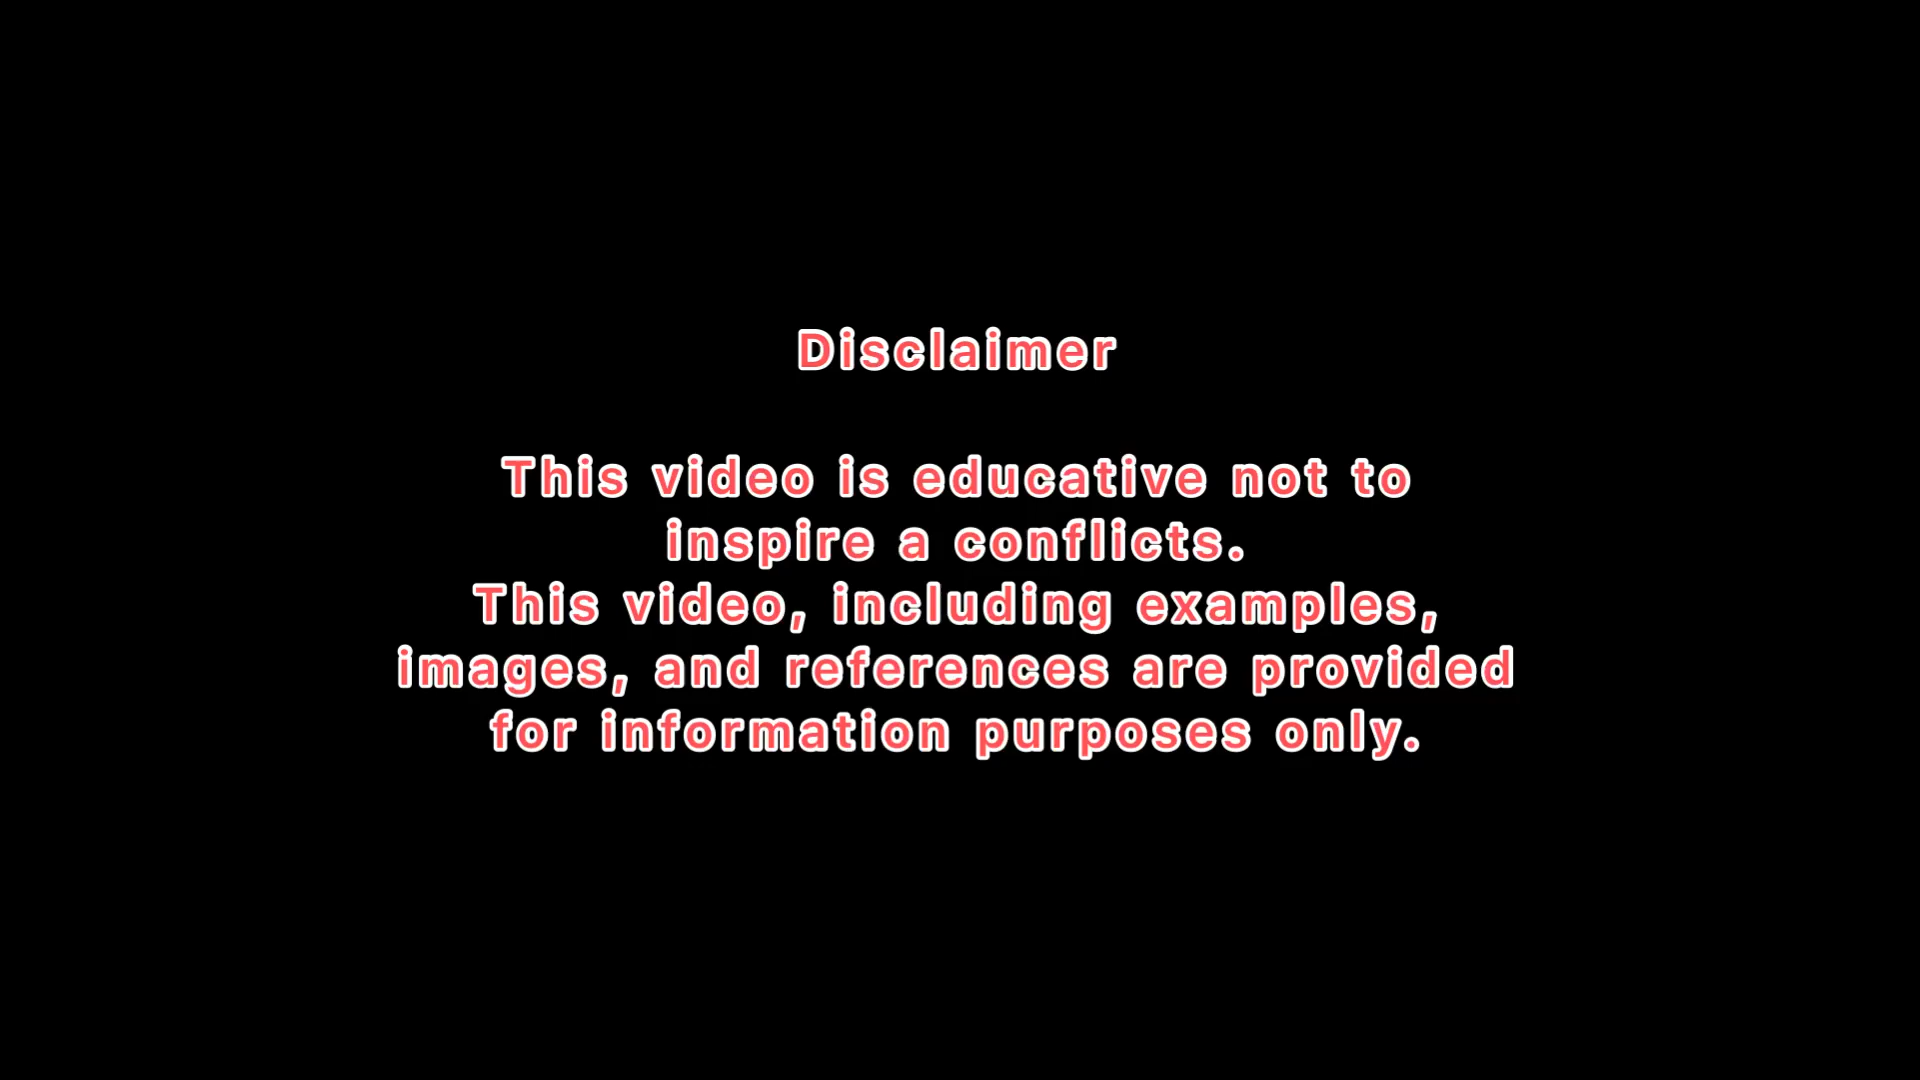 Disclaimer
This video is educative not to
inspire a conflicts.
This video, including examples,
images, and references are provided
for information purposes only.